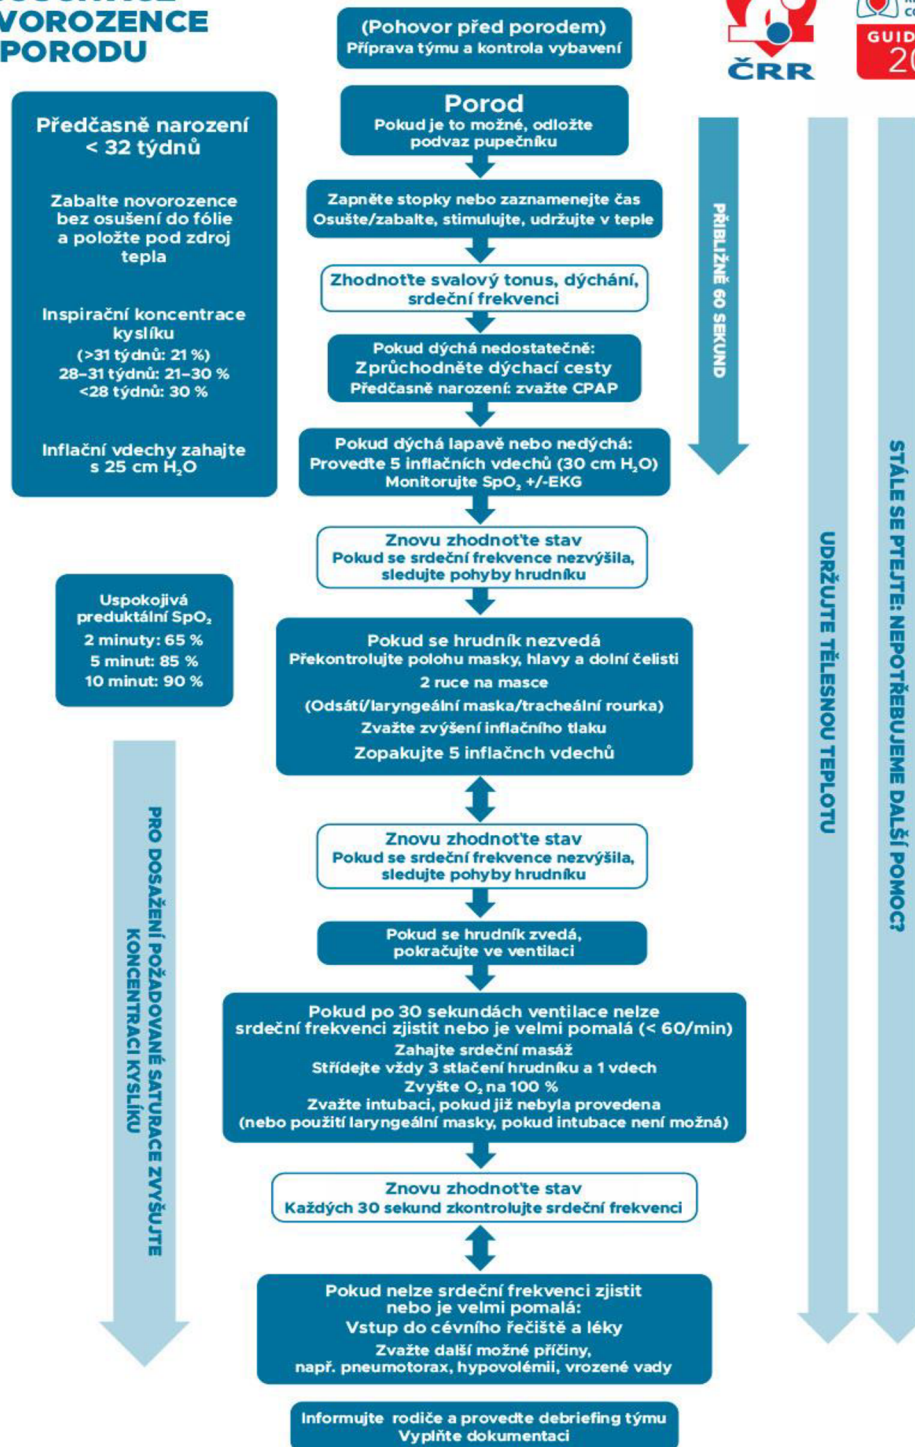 VOROZENCE
PORODU
(Pohovor před porodem)
Příprava týmu a kontrola vybavení
ČRR
GUID
20
Předčasně narození
< 32 týdnů
Zabalte novorozence
bez osušení do fólie
a položte pod zdroj
tepla
Inspirační koncentrace
kyslíku
(>31 týdnů: 21 %)
28–31 týdnů: 21–30 %
<28 týdnů: 30 %
Inflační vdechy zahajte
s 25 cm H₂O
Porod
Pokud je to možné, odložte
podvaz pupečníku
Zapněte stopky nebo zaznamenejte čas
Osušte/zabalte, stimulujte, udržujte v teple
Zhodnoťte svalový tonus, dýchání,
srdeční frekvenci
Pokud dýchá nedostatečně:
Zprůchodněte dýchací cesty
Předčasně narození: zvažte CPAP
Pokud dýchá lapavě nebo nedýchá:
Proveďte 5 inflačních vdechů (30 cm H₂O)
Monitorujte SpO₂ +/-EKG
Znovu zhodnoťte stav
Pokud se srdeční frekvence nezvýšila,
sledujte pohyby hrudníku
Uspokojivá
preduktální SpO₂
2 minuty: 65 %
5 minut: 85 %
10 minut: 90 %
Pokud se hrudník nezvedá
Překontrolujte polohu masky, hlavy a dolní čelisti
2 ruce na masce
(Odsátí/laryngeální maska/tracheální rourka)
Zvažte zvýšení inflačního tlaku
Zopakujte 5 inflačnch vdechů
Znovu zhodnoťte stav
Pokud se srdeční frekvence nezvýšila,
sledujte pohyby hrudníku
Pokud se hrudník zvedá,
pokračujte ve ventilaci
Pokud po 30 sekundách ventilace nelze
srdeční frekvenci zjistit nebo je velmi pomalá (< 60/min)
Zahajte srdeční masáž
Střídejte vždy 3 stlačení hrudníku a 1 vdech
Zvyšte O₂ na 100 %
Zvažte intubaci, pokud již nebyla provedena
(nebo použití laryngeální masky, pokud intubace není možná)
Znovu zhodnoťte stav
Každých 30 sekund zkontrolujte srdeční frekvenci
Pokud nelze srdeční frekvenci zjistit
nebo je velmi pomalá:
Vstup do cévního řečiště a léky
Zvažte další možné příčiny,
např. pneumotorax, hypovolémii, vrozené vady
Informujte rodiče a proveďte debriefing týmu
Vyplňte dokumentaci
PRO DOSAŽENÍ POŽADOVANÉ SATURACE ZVYŠUJTE
KONCENTRACI KYSLÍKU
PŘIBLIŽNĚ 60 SEKUND
UDRŽUJTE TĚLESNOU TEPLOTU
STÁLE SE PTEJTE: NEPOTŘEBUJEME DALŠÍ POMOC?